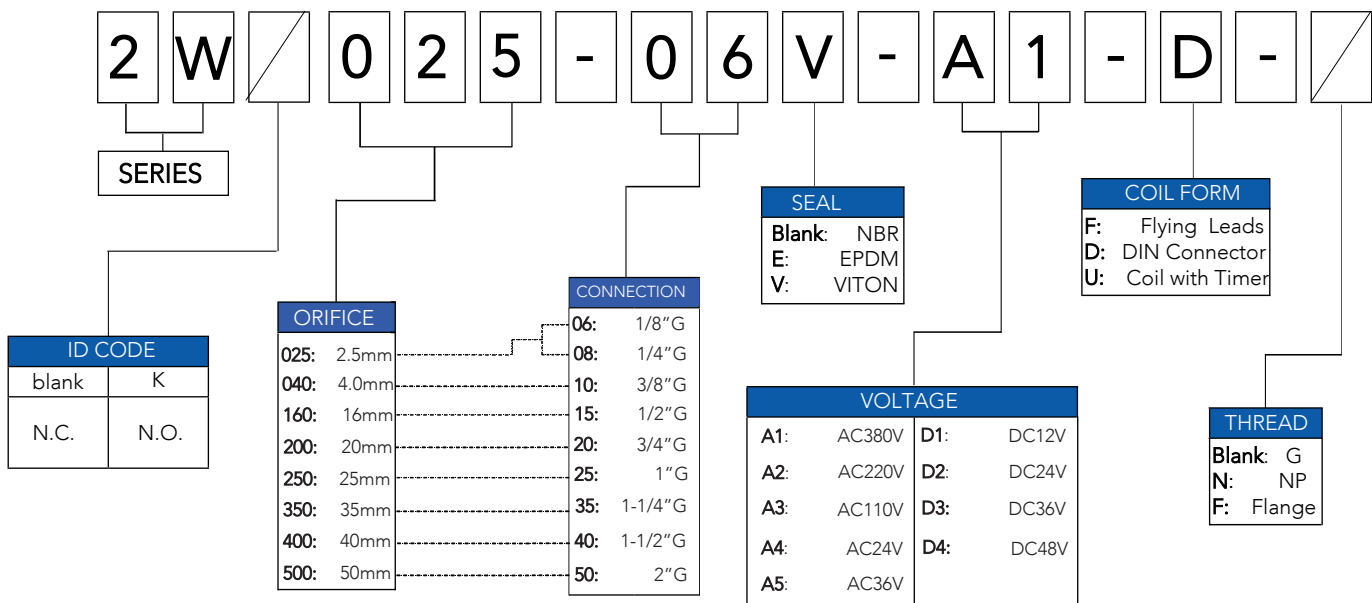 2 W 0 2 5 - 0 6 V - A 1 - D -
SERIES
ID CODE
blank K
N.C. N.O.
ORIFICE
025: 2.5mm
040: 4.0mm
160: 16mm
200: 20mm
250: 25mm
350: 35mm
400: 40mm
500: 50mm
CONNECTION
06: 1/8”G
08: 1/4”G
10: 3/8”G
15: 1/2”G
20: 3/4”G
25: 1”G
35: 1-1/4”G
40: 1-1/2”G
50: 2”G
SEAL
Blank: NBR
E: EPDM
V: VITON
VOLTAGE
A1: AC380V D1: DC12V
A2: AC220V D2: DC24V
A3: AC110V D3: DC36V
A4: AC24V D4: DC48V
A5: AC36V
COIL FORM
F: Flying Leads
D: DIN Connector
U: Coil with Timer
THREAD
Blank: G
N: NP
F: Flange